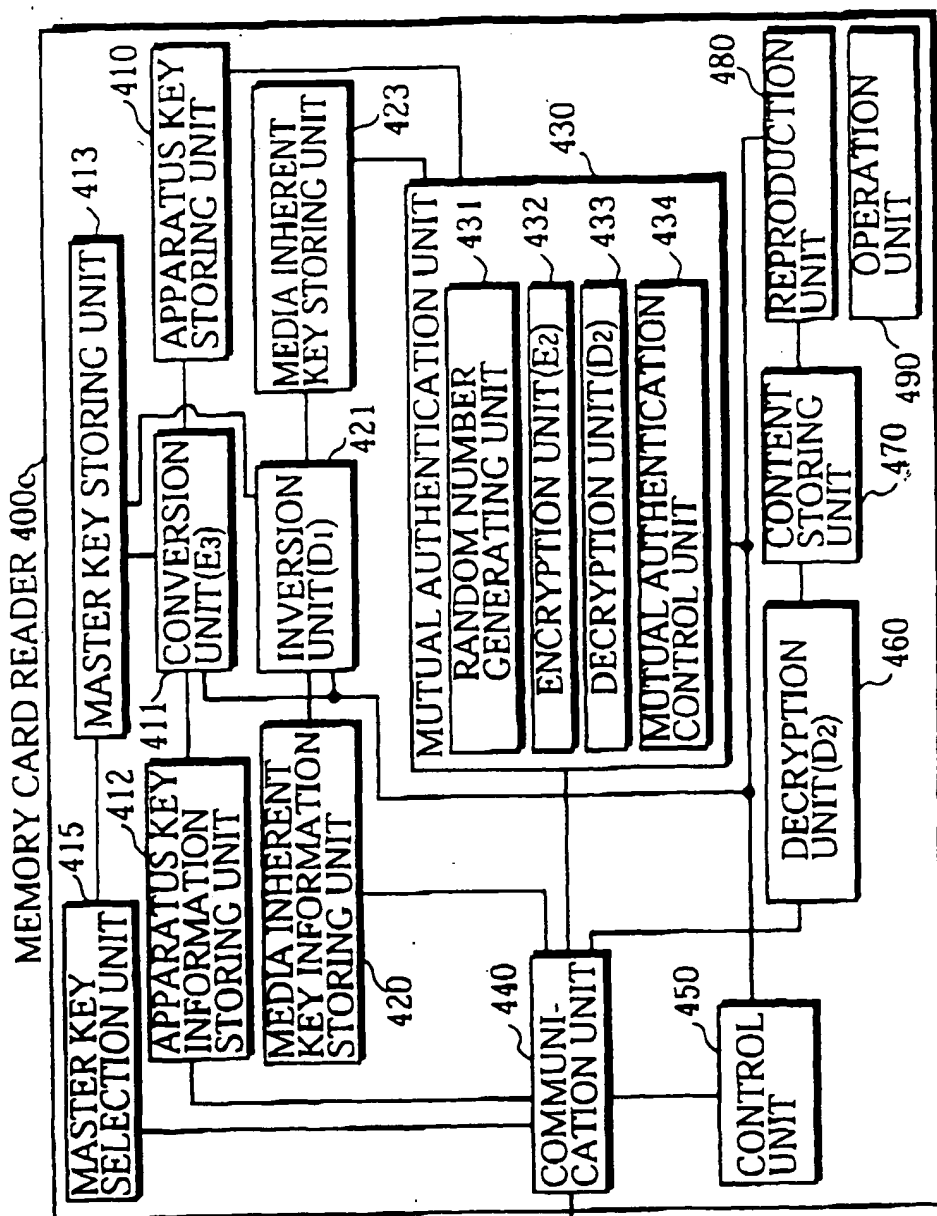 MEMORY CARD READER 400c
MASTER KEY
SELECTION UNIT
415
MASTER KEY STORING UNIT
413
APPARATUS KEY
INFORMATION
STORING UNIT
412
CONVERSION
UNIT(E3)
411
APPARATUS KEY
STORING UNIT
410
MEDIA INHERENT
KEY INFORMATION
STORING UNIT
420
INVERSION
UNIT(D1)
421
MEDIA INHERENT
KEY STORING UNIT
423
MUTUAL AUTHENTICATION UNIT
430
RANDOM NUMBER
GENERATING UNIT
431
ENCRYPTION UNIT(E2)
432
DECRYPTION UNIT(D2)
433
MUTUAL AUTHENTICATION
CONTROL UNIT
434
COMMUNI-
CATION UNIT
440
CONTROL
UNIT
450
DECRYPTION
UNIT(D2)
460
CONTENT
STORING
UNIT
470
REPRODUCTION
UNIT
480
OPERATION
UNIT
490